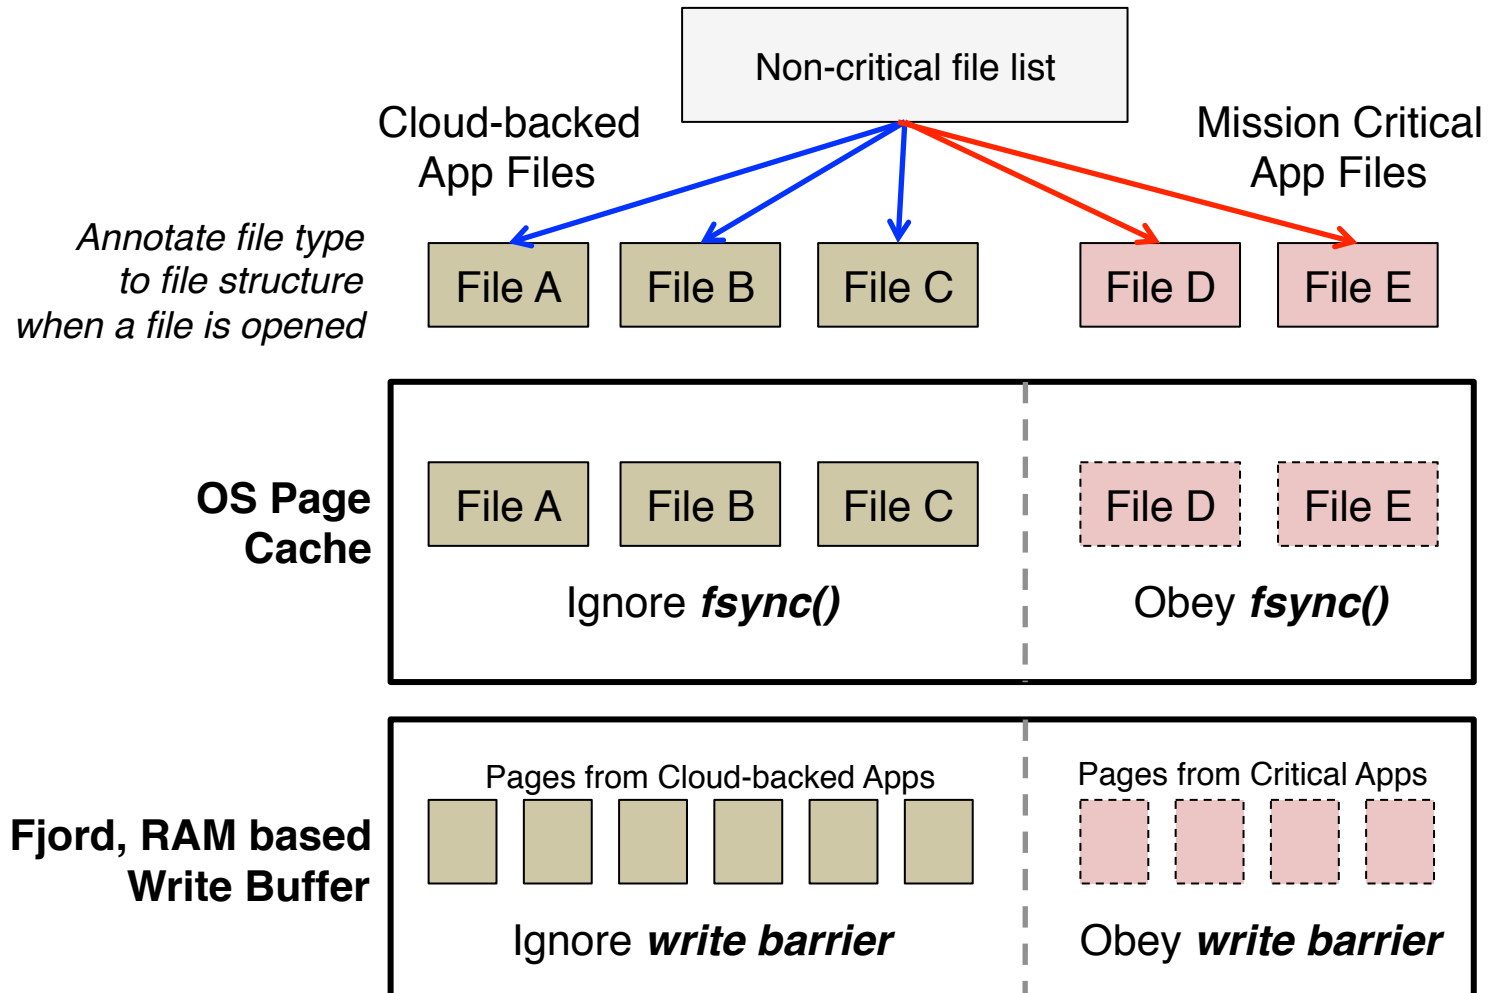 Non-critical file list
Cloud-backed
App Files
Mission Critical
App Files
Annotate file type
to file structure
when a file is opened
File A
File B
File C
File D
File E
OS Page
Cache
File A
File B
File C
File D
File E
Ignore fsync()
Obey fsync()
Fjord, RAM based
Write Buffer
Pages from Cloud-backed Apps
Pages from Critical Apps
Ignore write barrier
Obey write barrier